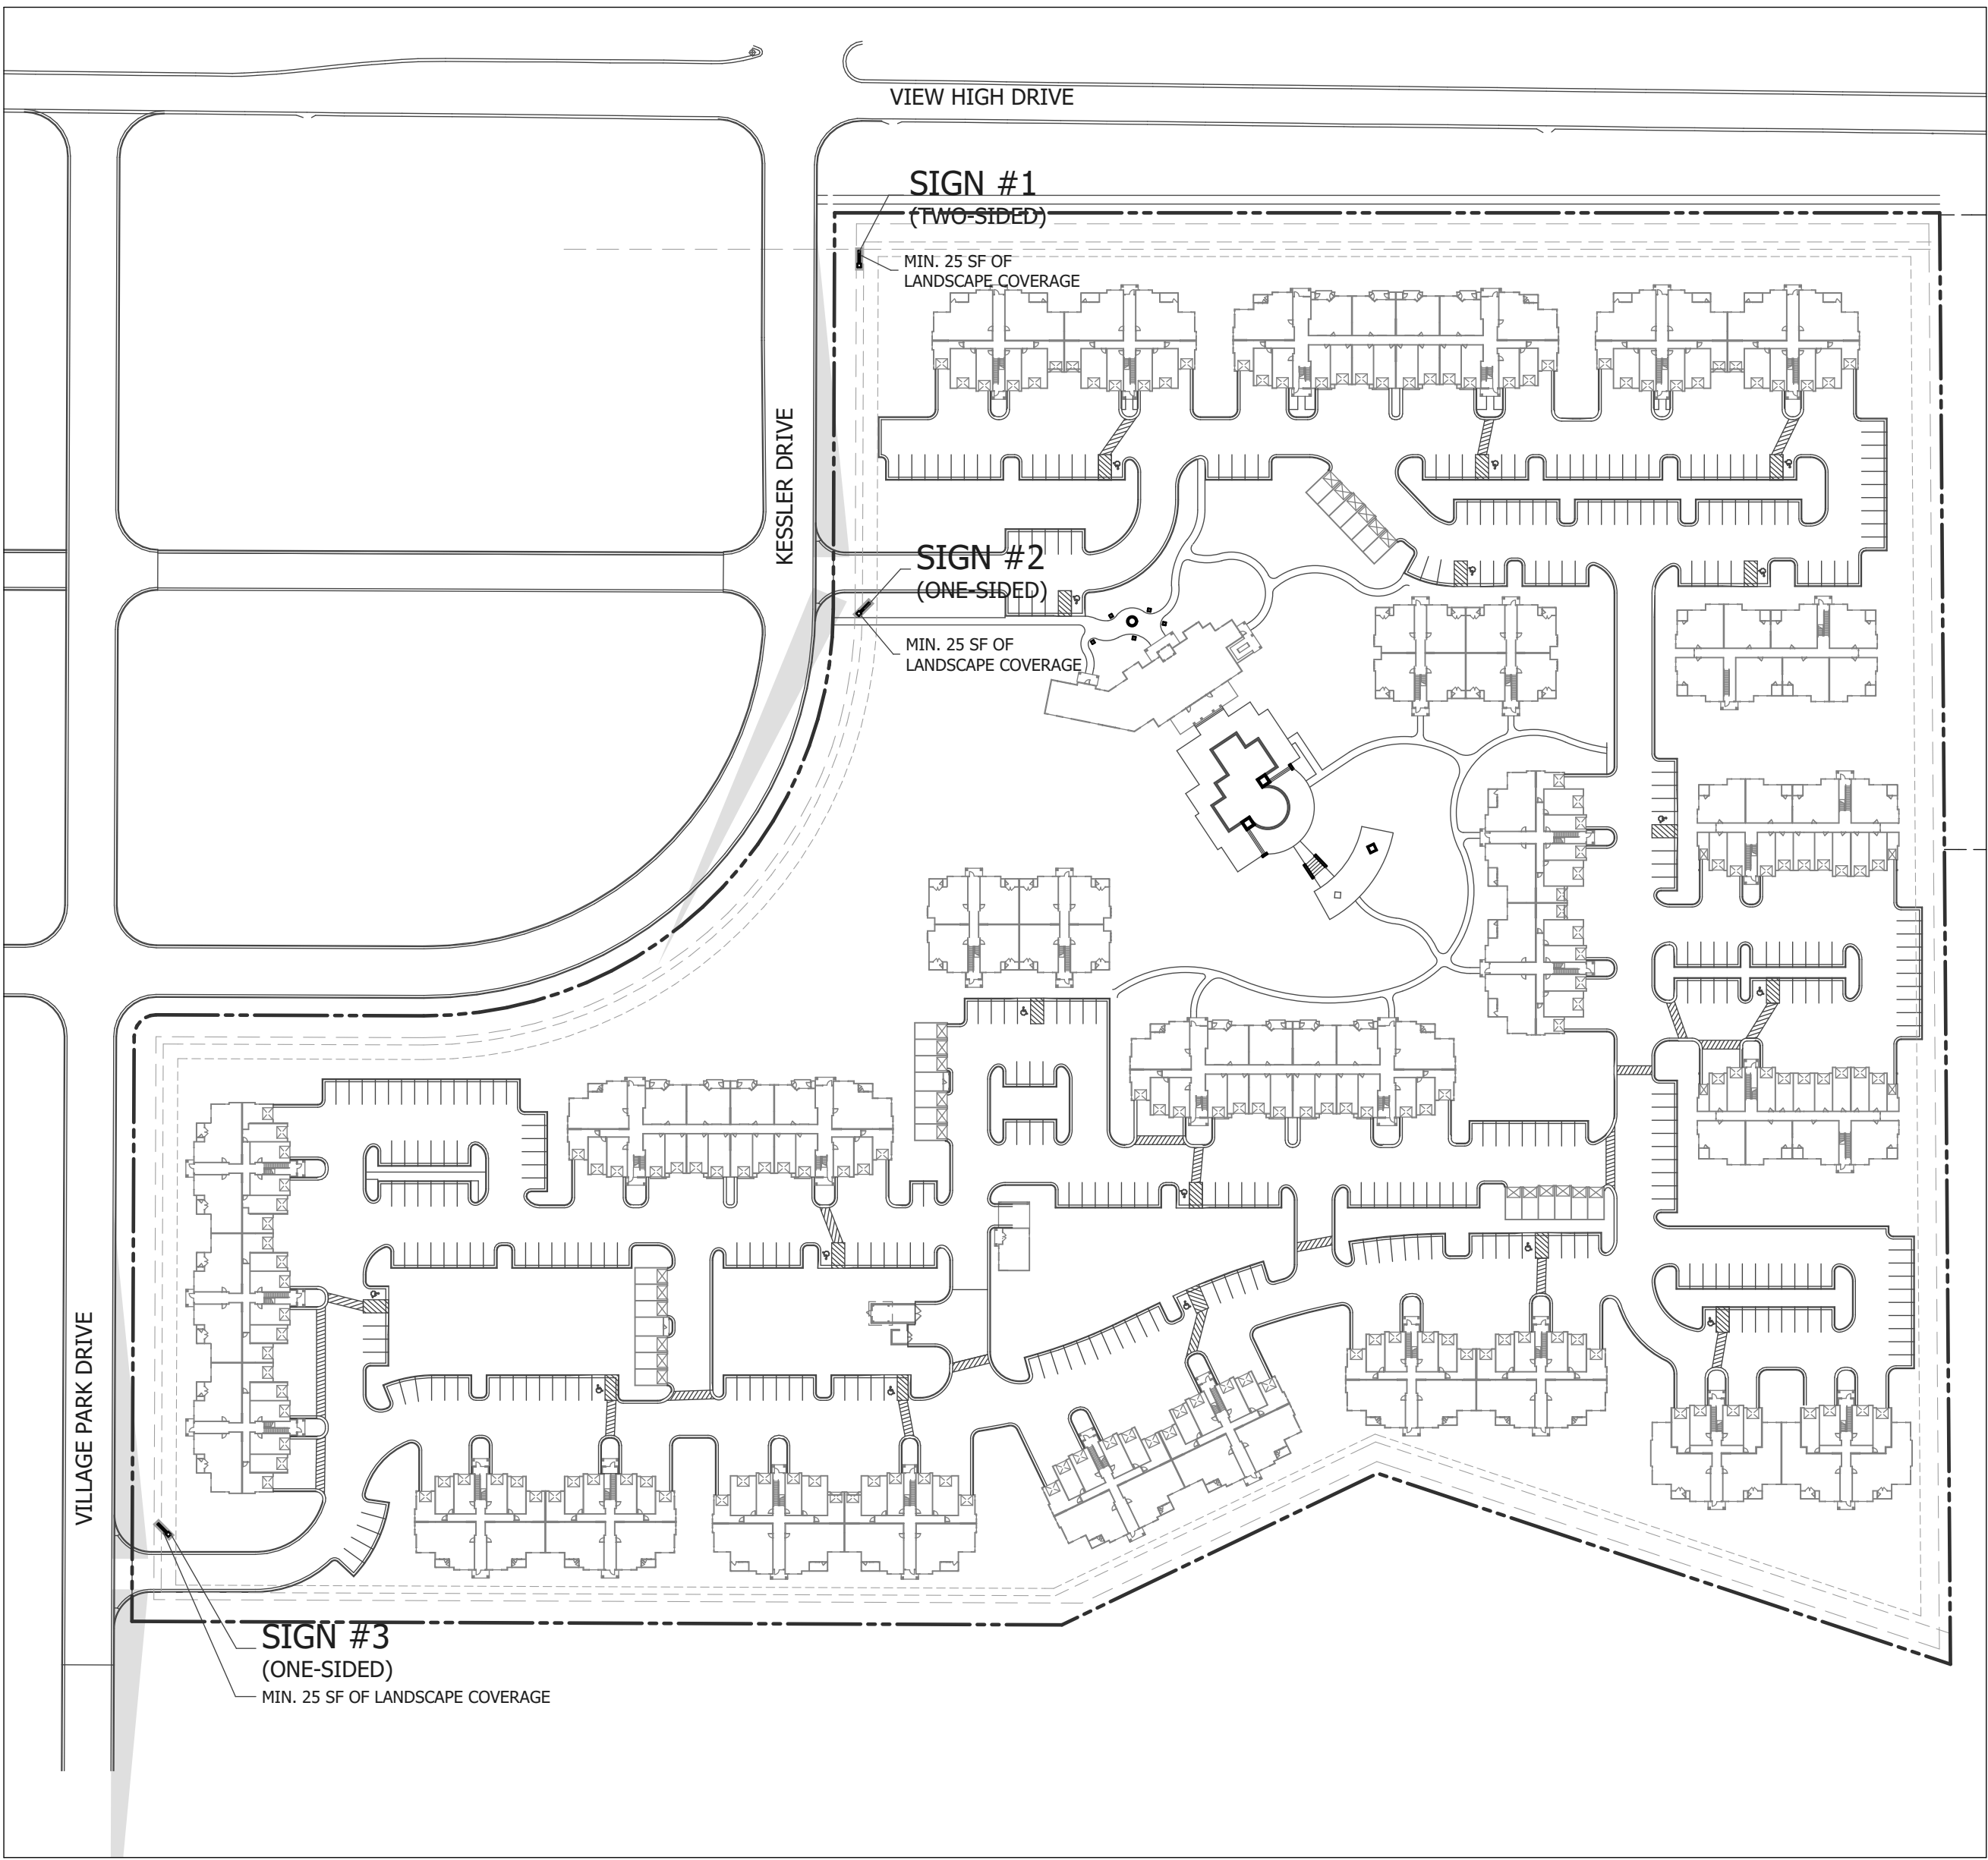 VIEW HIGH DRIVE
SIGN #1
(TWO-SIDED)
MIN. 25 SF OF
LANDSCAPE COVERAGE
KESSLER DRIVE
SIGN #2
(ONE-SIDED)
MIN. 25 SF OF
LANDSCAPE COVERAGE
VILLAGE PARK DRIVE
SIGN #3
(ONE-SIDED)
MIN. 25 SF OF LANDSCAPE COVERAGE